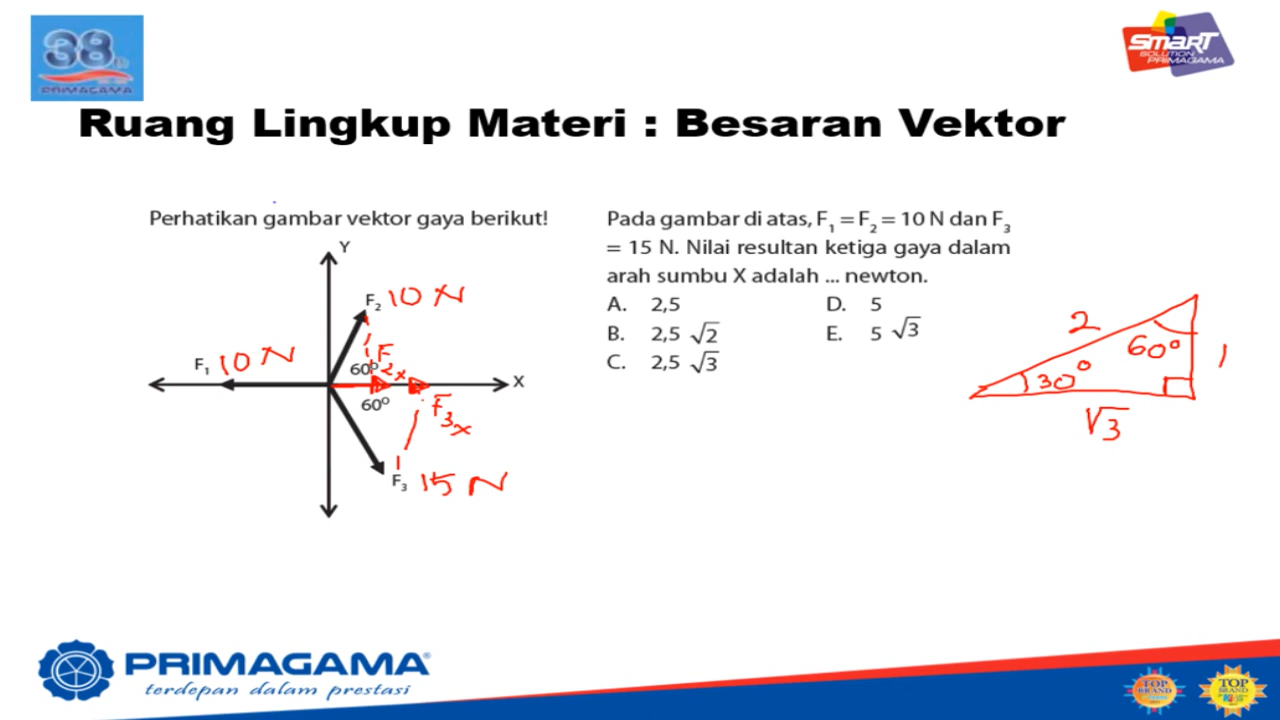 38th
PRIMAGAMA
SMART
SOLUTION
PRIMAGAMA
Ruang Lingkup Materi : Besaran Vektor
Perhatikan gambar vektor gaya berikut!
Y
F₂ 10 N
F₁ 10 N
60° F₂ₓ
X
60° F₃ₓ
F₃ 15 N
Pada gambar di atas, F₁ = F₂ = 10 N dan F₃
= 15 N. Nilai resultan ketiga gaya dalam
arah sumbu X adalah ... newton.
A. 2,5
B. 2,5 √2
C. 2,5 √3
D. 5
E. 5 √3
2
60°
1
30°
√3
PRIMAGAMA®
terdepan dalam prestasi
TOP
BRAND
TOP
BRAND